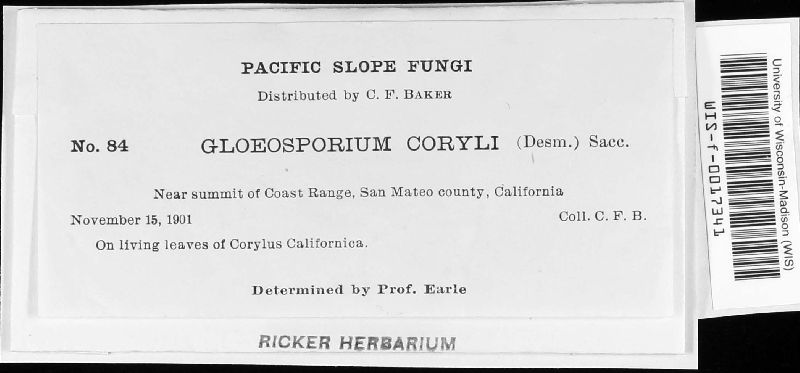 PACIFIC SLOPE FUNGI
Distributed by C. F. BAKER
No. 84 GLOEOSPORIUM CORYLI (Desm.) Sacc.
Near summit of Coast Range, San Mateo county, California
November 15, 1901 Coll. C. F. B.
On living leaves of Corylus Californica.
Determined by Prof. Earle
RICKER HERBARIUM
University of Wisconsin-Madison (WIS)
WIS-f-0017341